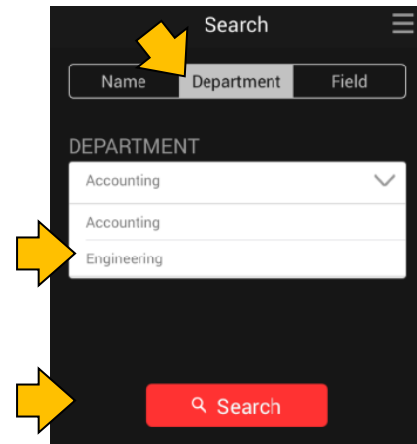 Search
Name Department Field
DEPARTMENT
Accounting
Accounting
Engineering
Search